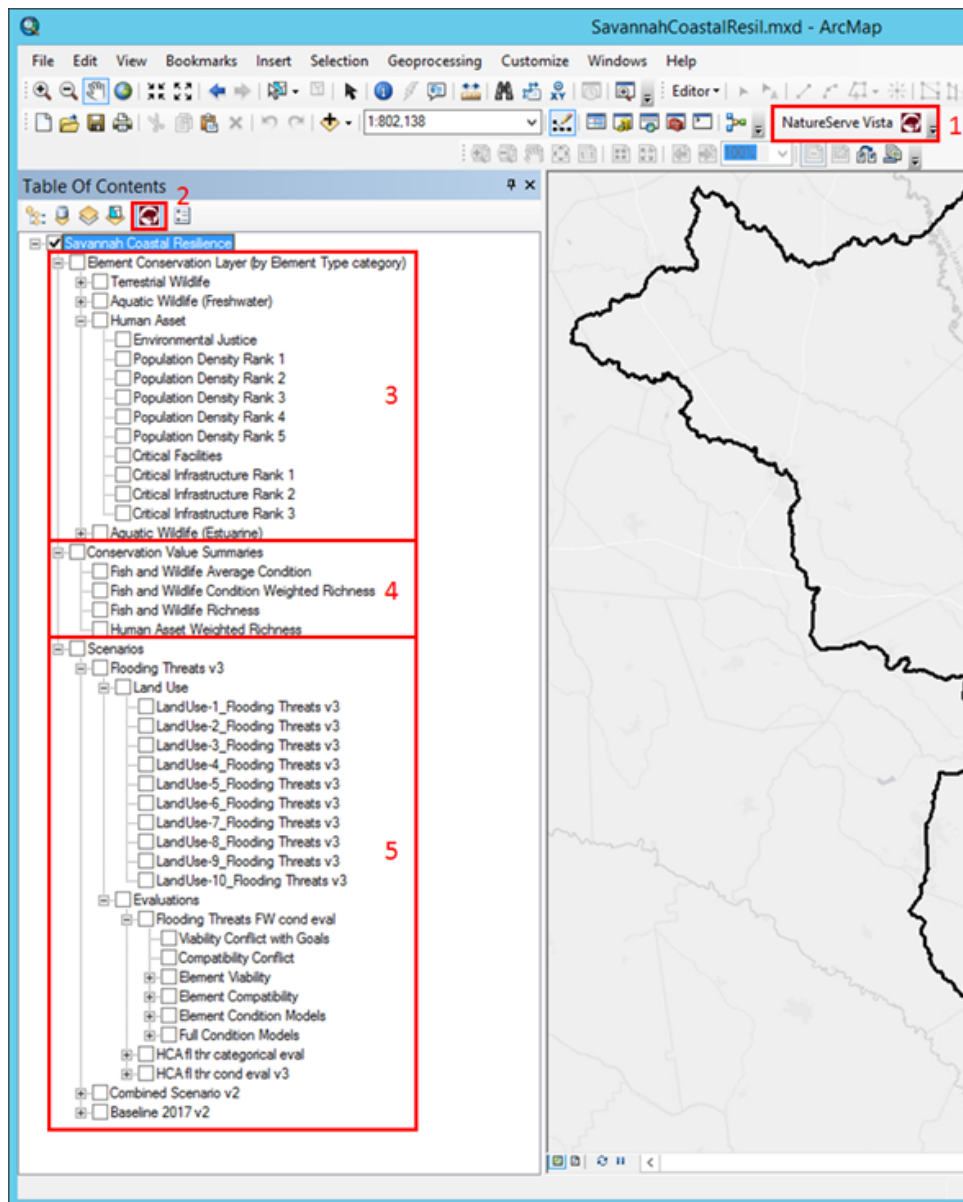 SavannahCoastalResil.mxd - ArcMap
File Edit View Bookmarks Insert Selection Geoprocessing Customize Windows Help
Editor
1:802,138
NatureServe Vista
1
100%
Table Of Contents
2
Savannah Coastal Resilience
Element Conservation Layer (by Element Type category)
Terrestrial Wildlife
Aquatic Wildlife (Freshwater)
Human Asset
Environmental Justice
Population Density Rank 1
Population Density Rank 2
Population Density Rank 3
3
Population Density Rank 4
Population Density Rank 5
Critical Facilities
Critical Infrastructure Rank 1
Critical Infrastructure Rank 2
Critical Infrastructure Rank 3
Aquatic Wildlife (Estuarine)
Conservation Value Summaries
Fish and Wildlife Average Condition
Fish and Wildlife Condition Weighted Richness
4
Fish and Wildlife Richness
Human Asset Weighted Richness
Scenarios
Flooding Threats v3
Land Use
LandUse-1_Flooding Threats v3
LandUse-2_Flooding Threats v3
LandUse-3_Flooding Threats v3
LandUse-4_Flooding Threats v3
LandUse-5_Flooding Threats v3
LandUse-6_Flooding Threats v3
LandUse-7_Flooding Threats v3
LandUse-8_Flooding Threats v3
LandUse-9_Flooding Threats v3
5
LandUse-10_Flooding Threats v3
Evaluations
Flooding Threats FW cond eval
Viability Conflict with Goals
Compatibility Conflict
Element Viability
Element Compatibility
Element Condition Models
Full Condition Models
HCA fl thr categorical eval
HCA fl thr cond eval v3
Combined Scenario v2
Baseline 2017 v2